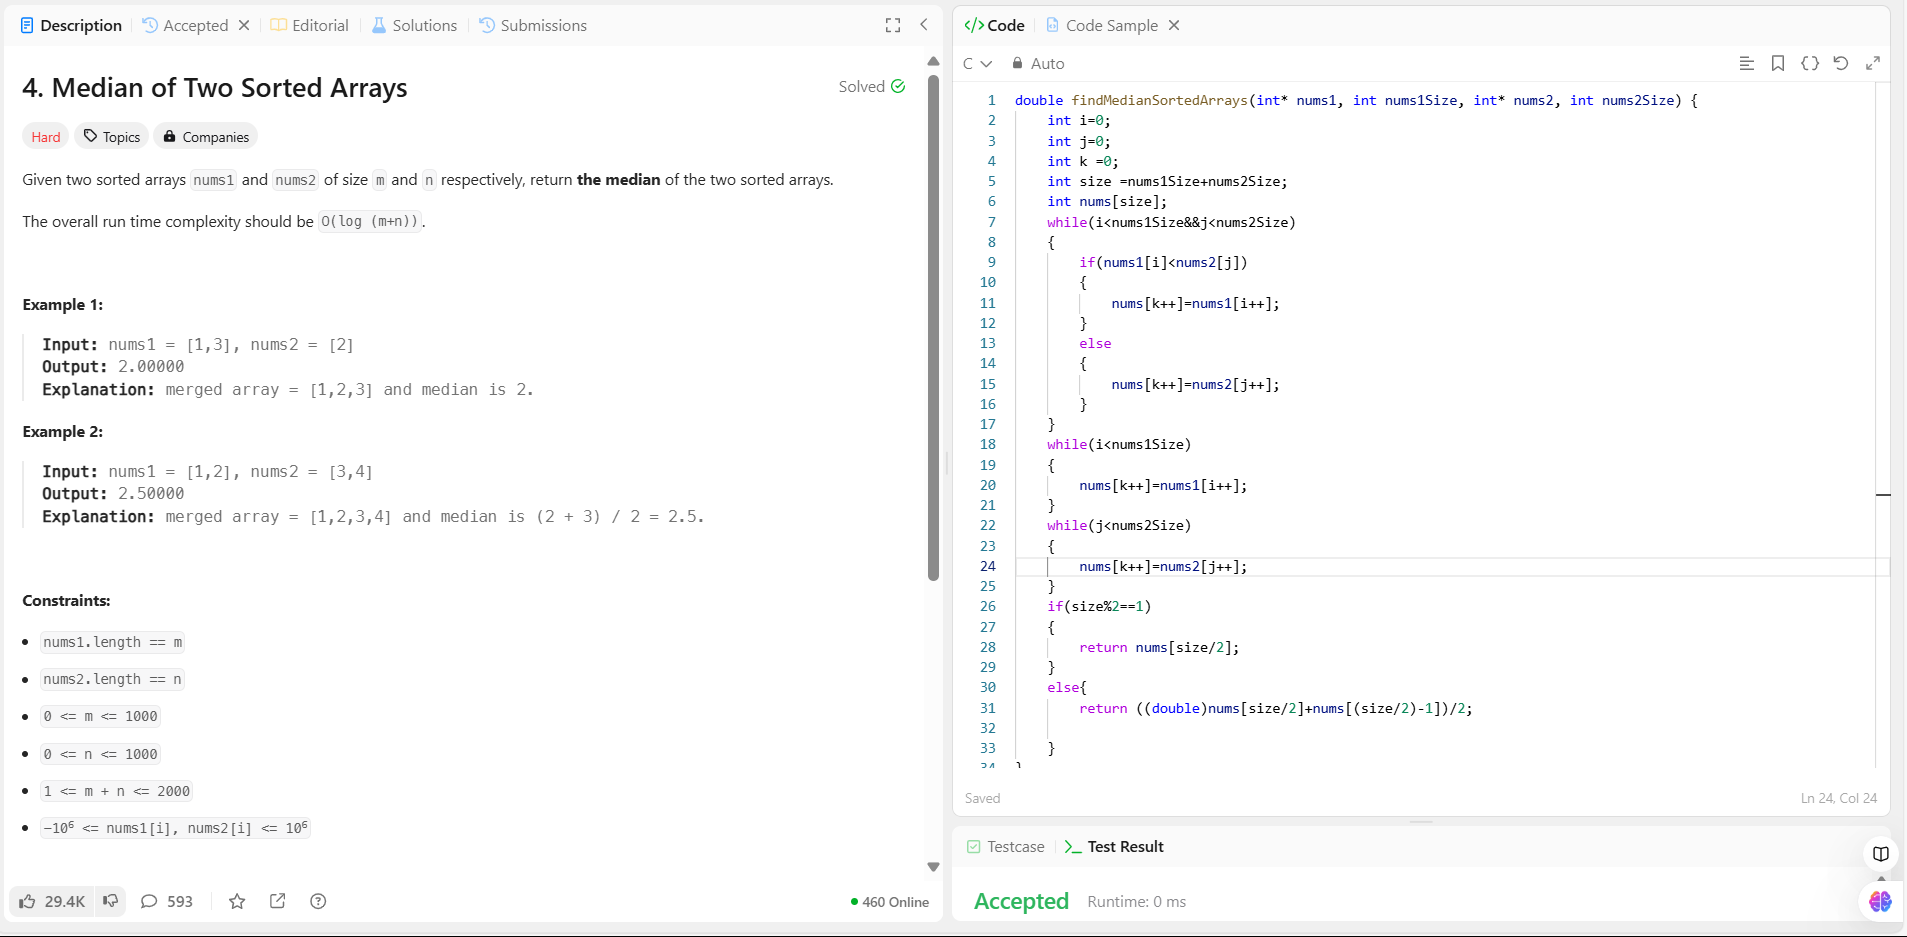 Description
Accepted
Editorial
Solutions
Submissions
4. Median of Two Sorted Arrays
Solved
Hard
Topics
Companies
Given two sorted arrays nums1 and nums2 of size m and n respectively, return the median of the two sorted arrays.
The overall run time complexity should be O(log (m+n)).
Example 1:
Input: nums1 = [1,3], nums2 = [2]
Output: 2.00000
Explanation: merged array = [1,2,3] and median is 2.
Example 2:
Input: nums1 = [1,2], nums2 = [3,4]
Output: 2.50000
Explanation: merged array = [1,2,3,4] and median is (2 + 3) / 2 = 2.5.
Constraints:
nums1.length == m
nums2.length == n
0 <= m <= 1000
0 <= n <= 1000
1 <= m + n <= 2000
−10⁶ <= nums1[i], nums2[i] <= 10⁶
29.4K
593
460 Online
</> Code
Code Sample
C
Auto
1 double findMedianSortedArrays(int* nums1, int nums1Size, int* nums2, int nums2Size) {
2     int i=0;
3     int j=0;
4     int k =0;
5     int size =nums1Size+nums2Size;
6     int nums[size];
7     while(i<nums1Size&&j<nums2Size)
8     {
9         if(nums1[i]<nums2[j])
10         {
11             nums[k++]=nums1[i++];
12         }
13         else
14         {
15             nums[k++]=nums2[j++];
16         }
17     }
18     while(i<nums1Size)
19     {
20         nums[k++]=nums1[i++];
21     }
22     while(j<nums2Size)
23     {
24         nums[k++]=nums2[j++];
25     }
26     if(size%2==1)
27     {
28         return nums[size/2];
29     }
30     else{
31         return ((double)nums[size/2]+nums[(size/2)-1])/2;
32
33     }
34 }
Saved
Ln 24, Col 24
Testcase
>_ Test Result
Accepted
Runtime: 0 ms